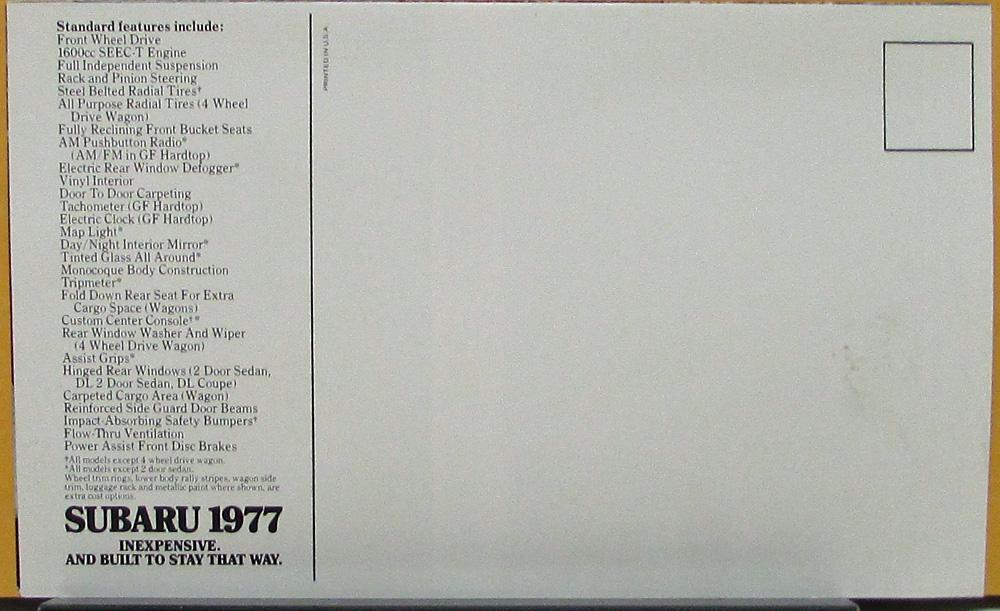 Standard features include:
Front Wheel Drive
1600cc SEEC-T Engine
Full Independent Suspension
Rack and Pinion Steering
Steel Belted Radial Tires†
All Purpose Radial Tires (4 Wheel
Drive Wagon)
Fully Reclining Front Bucket Seats
AM Pushbutton Radio*
(AM/FM in GF Hardtop)
Electric Rear Window Defogger*
Vinyl Interior
Door To Door Carpeting
Tachometer (GF Hardtop)
Electric Clock (GF Hardtop)
Map Light*
Day/Night Interior Mirror*
Tinted Glass All Around*
Monocoque Body Construction
Tripmeter*
Fold Down Rear Seat For Extra
Cargo Space (Wagons)
Custom Center Console†*
Rear Window Washer And Wiper
(4 Wheel Drive Wagon)
Assist Grips*
Hinged Rear Windows (2 Door Sedan,
DL 2 Door Sedan, DL Coupe)
Carpeted Cargo Area (Wagon)
Reinforced Side Guard Door Beams
Impact-Absorbing Safety Bumpers†
Flow-Thru Ventilation
Power Assist Front Disc Brakes
†All models except 4 wheel drive wagon.
*All models except 2 door sedan.
Wheel trim rings, lower body rally stripes, wagon side
trim, luggage rack and metallic paint where shown, are
extra cost options.
SUBARU 1977
INEXPENSIVE.
AND BUILT TO STAY THAT WAY.
PRINTED IN U.S.A.